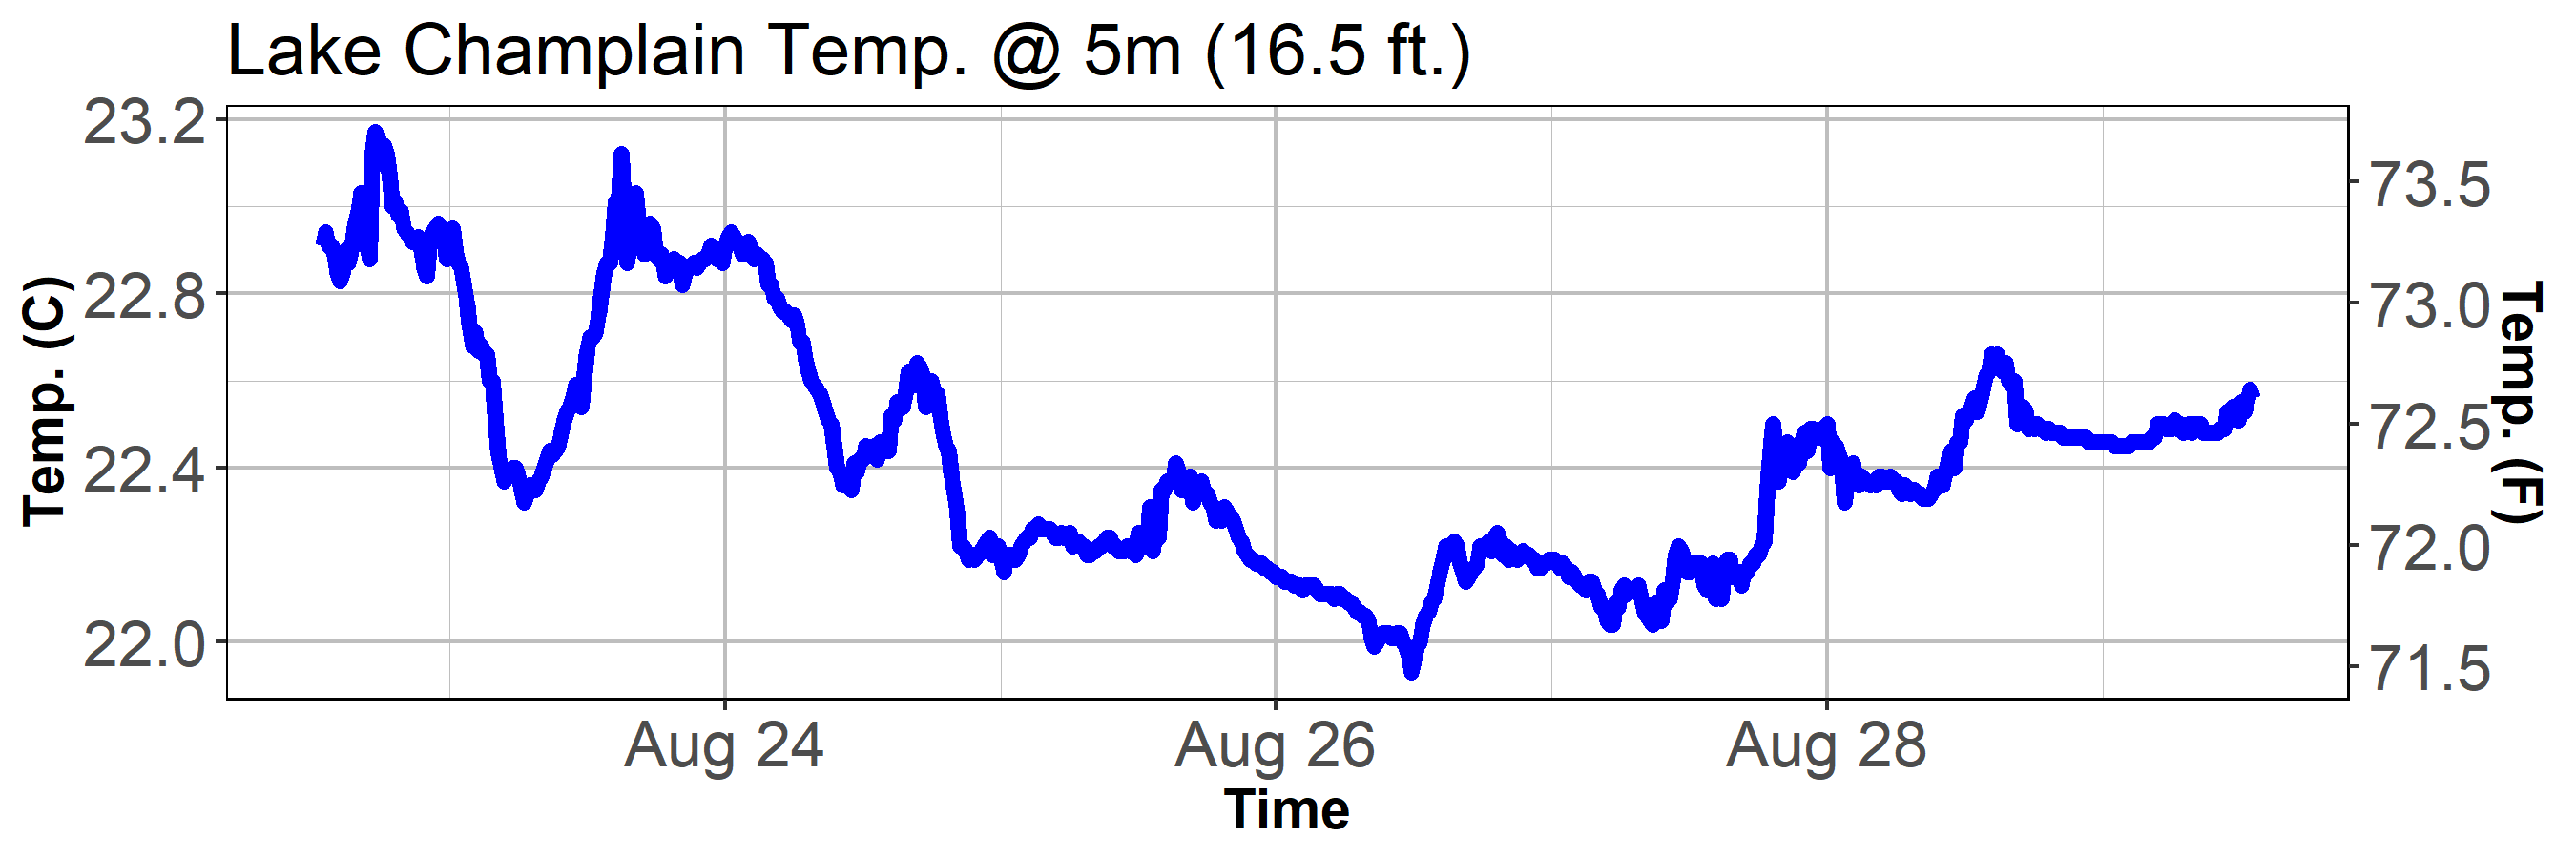 Lake Champlain Temp. @ 5m (16.5 ft.)
Temp. (C)
23.2
22.8
22.4
22.0
73.5
73.0
72.5
72.0
71.5
Temp. (F)
Aug 24
Aug 26
Aug 28
Time